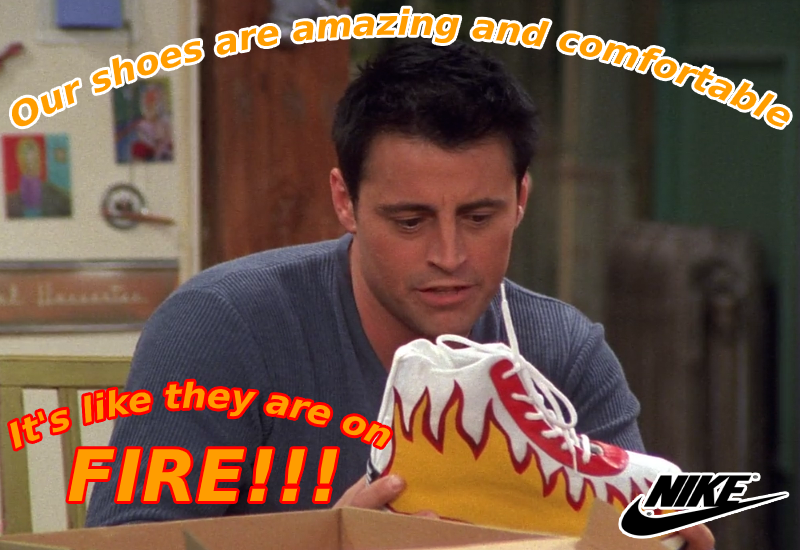 Our shoes are amazing and comfortable
It's like they are on
FIRE!!!
NIKE